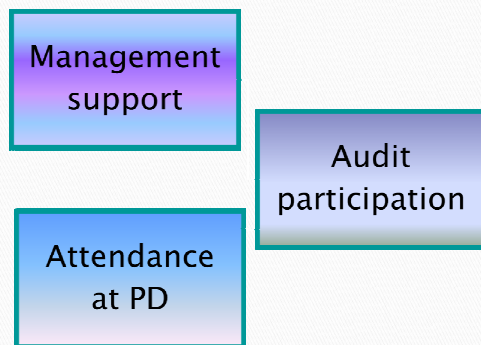 Management
support
Audit
participation
Attendance
at PD